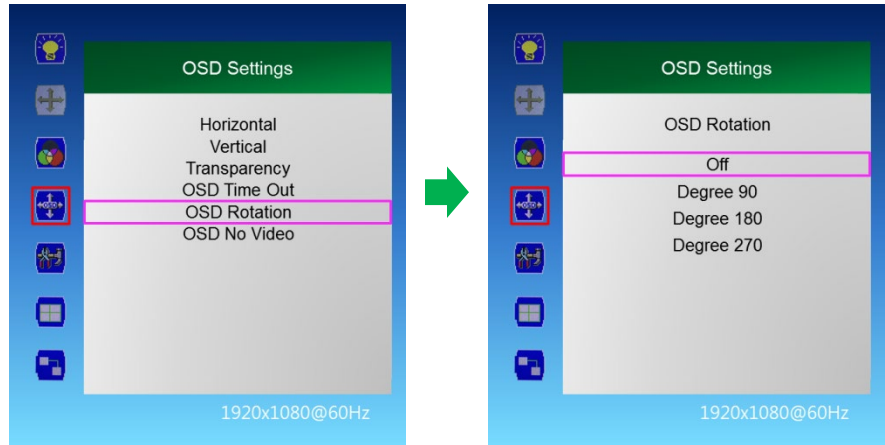 OSD Settings
Horizontal
Vertical
Transparency
OSD Time Out
OSD Rotation
OSD No Video
1920x1080@60Hz
OSD Settings
OSD Rotation
Off
Degree 90
Degree 180
Degree 270
1920x1080@60Hz